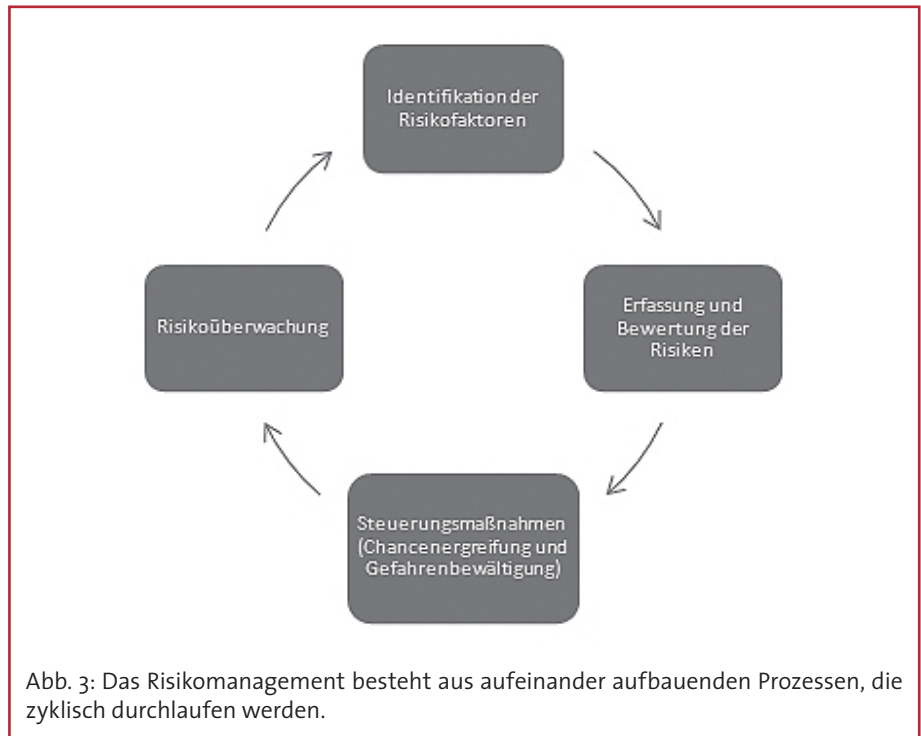 Identifikation der
Risikofaktoren
Erfassung und
Bewertung der
Risiken
Steuerungsmaßnahmen
(Chancenergreifung und
Gefahrenbewältigung)
Risikoüberwachung
Abb. 3: Das Risikomanagement besteht aus aufeinander aufbauenden Prozessen, die
zyklisch durchlaufen werden.